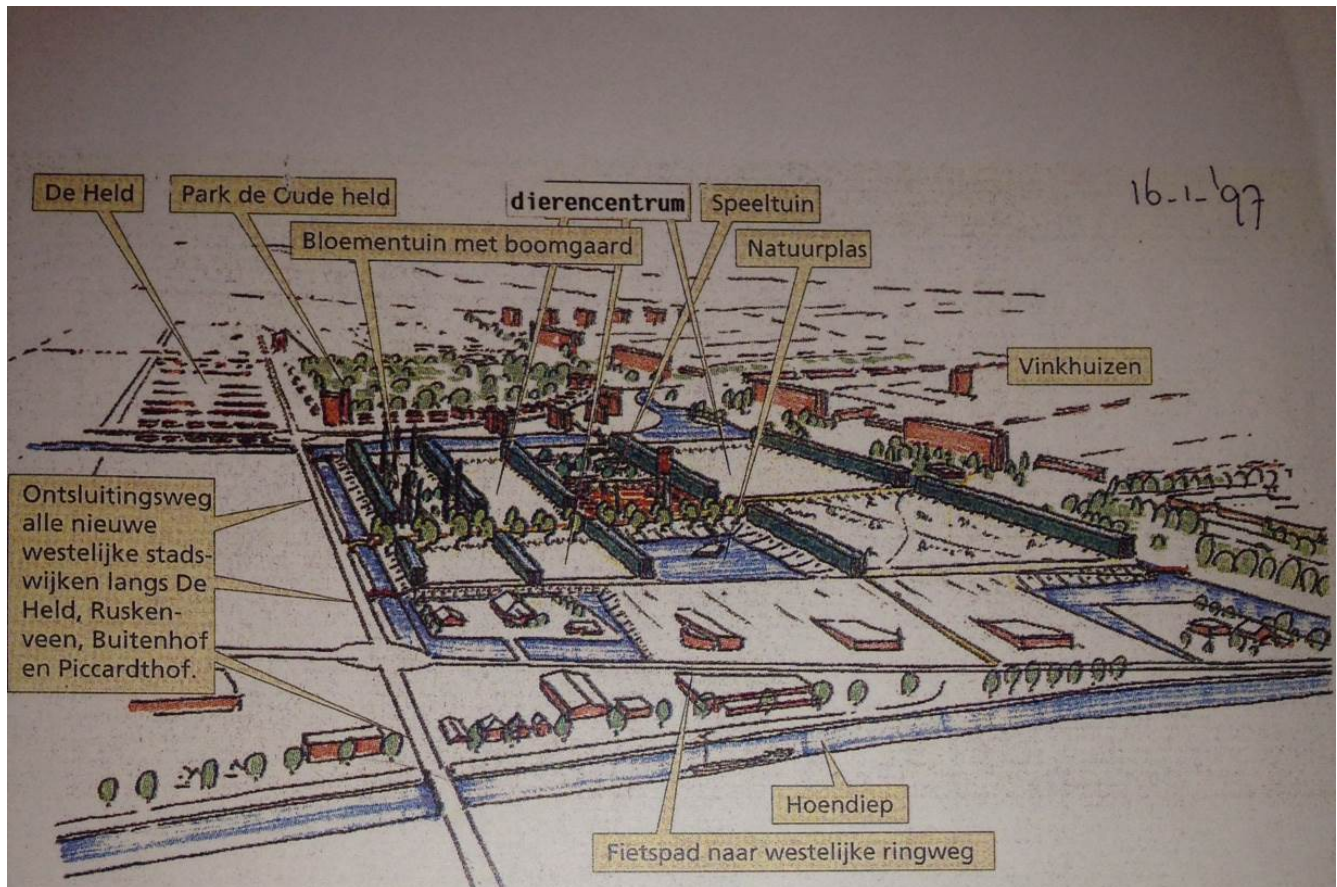 16-1-'97
De Held
Park de Oude held
dierencentrum
Speeltuin
Bloementuin met boomgaard
Natuurplas
Vinkhuizen
Ontsluitingsweg
alle nieuwe
westelijke stads-
wijken langs De
Held, Rusken-
veen, Buitenhof
en Piccardthof.
Hoendiep
Fietspad naar westelijke ringweg